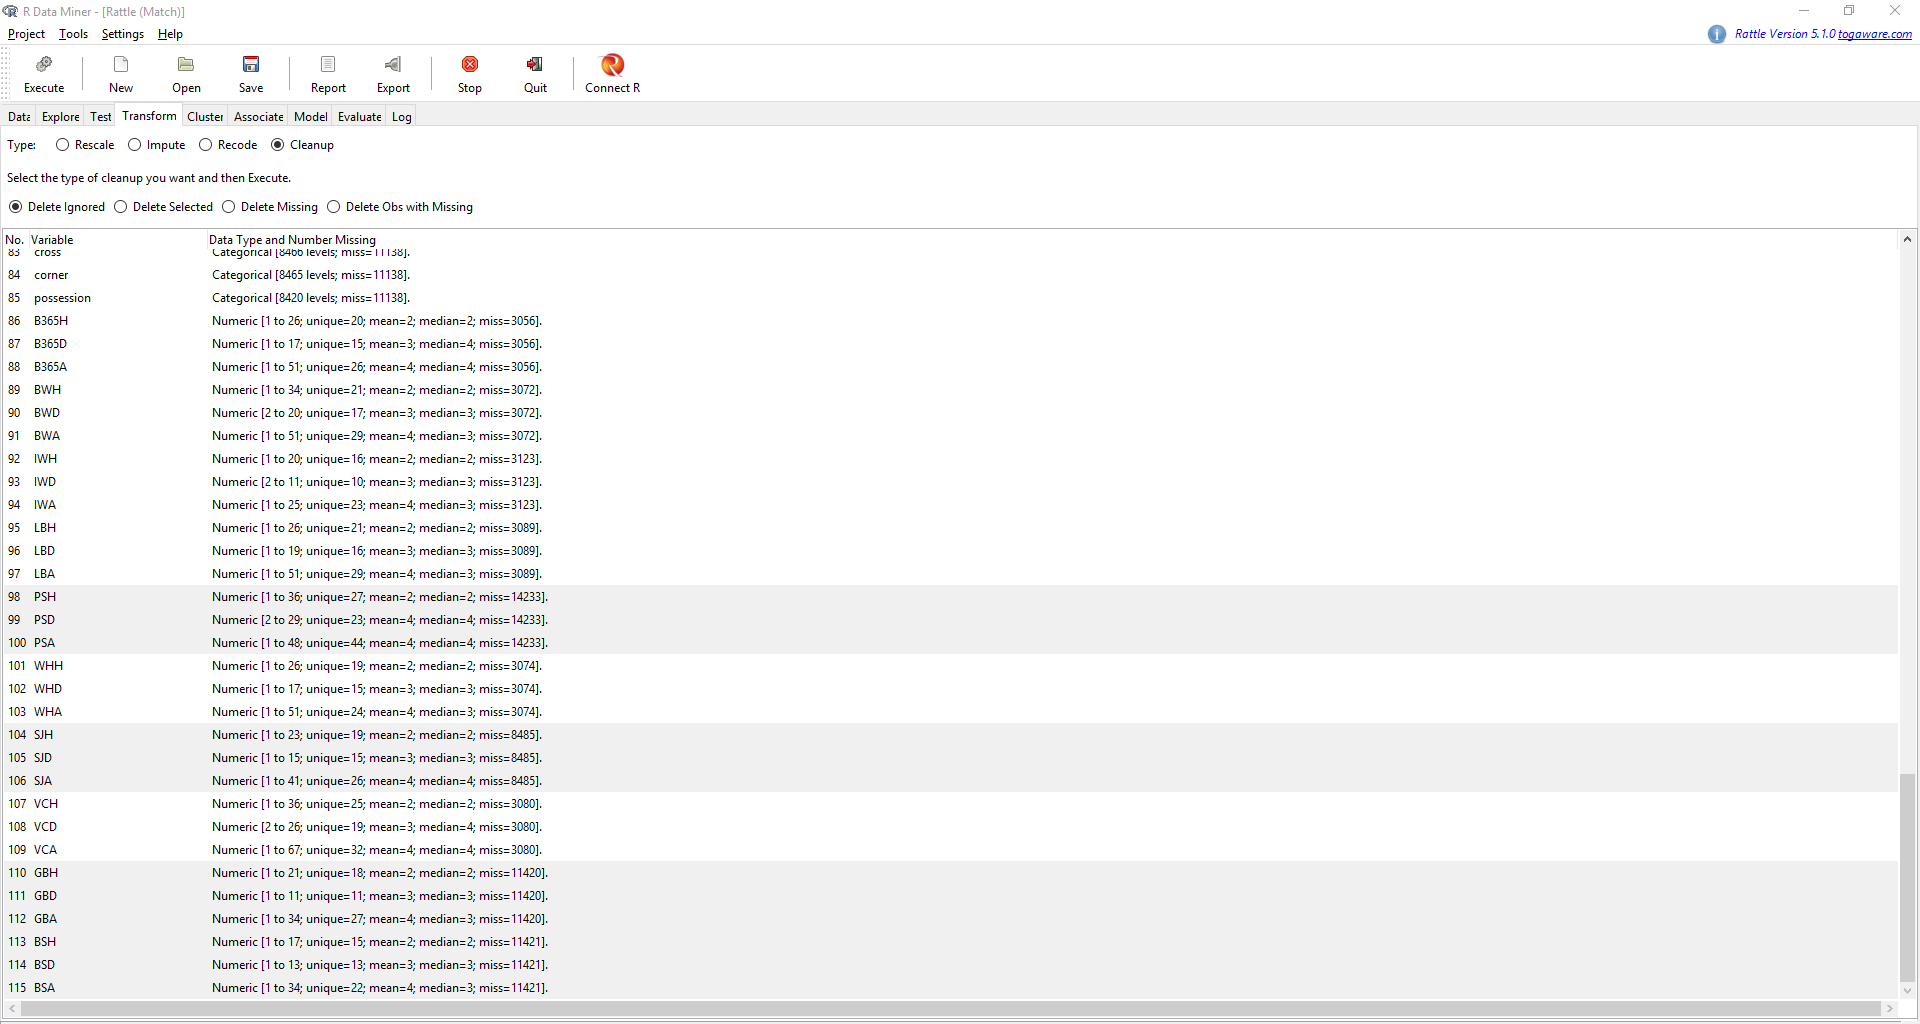 R Data Miner - [Rattle (Match)]
Project Tools Settings Help
Rattle Version 5.1.0 togaware.com
Execute New Open Save Report Export Stop Quit Connect R
Data Explore Test Transform Cluster Associate Model Evaluate Log
Type: Rescale Impute Recode Cleanup
Select the type of cleanup you want and then Execute.
Delete Ignored Delete Selected Delete Missing Delete Obs with Missing
No. Variable Data Type and Number Missing
83 cross Categorical [8466 levels; miss=11138].
84 corner Categorical [8465 levels; miss=11138].
85 possession Categorical [8420 levels; miss=11138].
86 B365H Numeric [1 to 26; unique=20; mean=2; median=2; miss=3056].
87 B365D Numeric [1 to 17; unique=15; mean=3; median=4; miss=3056].
88 B365A Numeric [1 to 51; unique=26; mean=4; median=4; miss=3056].
89 BWH Numeric [1 to 34; unique=21; mean=2; median=2; miss=3072].
90 BWD Numeric [2 to 20; unique=17; mean=3; median=3; miss=3072].
91 BWA Numeric [1 to 51; unique=29; mean=4; median=3; miss=3072].
92 IWH Numeric [1 to 20; unique=16; mean=2; median=2; miss=3123].
93 IWD Numeric [2 to 11; unique=10; mean=3; median=3; miss=3123].
94 IWA Numeric [1 to 25; unique=23; mean=4; median=3; miss=3123].
95 LBH Numeric [1 to 26; unique=21; mean=2; median=2; miss=3089].
96 LBD Numeric [1 to 19; unique=16; mean=3; median=3; miss=3089].
97 LBA Numeric [1 to 51; unique=29; mean=4; median=3; miss=3089].
98 PSH Numeric [1 to 36; unique=27; mean=2; median=2; miss=14233].
99 PSD Numeric [2 to 29; unique=23; mean=4; median=4; miss=14233].
100 PSA Numeric [1 to 48; unique=44; mean=4; median=4; miss=14233].
101 WHH Numeric [1 to 26; unique=19; mean=2; median=2; miss=3074].
102 WHD Numeric [1 to 17; unique=15; mean=3; median=3; miss=3074].
103 WHA Numeric [1 to 51; unique=24; mean=4; median=3; miss=3074].
104 SJH Numeric [1 to 23; unique=19; mean=2; median=2; miss=8485].
105 SJD Numeric [1 to 15; unique=15; mean=3; median=3; miss=8485].
106 SJA Numeric [1 to 41; unique=26; mean=4; median=4; miss=8485].
107 VCH Numeric [1 to 36; unique=25; mean=2; median=2; miss=3080].
108 VCD Numeric [2 to 26; unique=19; mean=3; median=4; miss=3080].
109 VCA Numeric [1 to 67; unique=32; mean=4; median=4; miss=3080].
110 GBH Numeric [1 to 21; unique=18; mean=2; median=2; miss=11420].
111 GBD Numeric [1 to 11; unique=11; mean=3; median=3; miss=11420].
112 GBA Numeric [1 to 34; unique=27; mean=4; median=3; miss=11420].
113 BSH Numeric [1 to 17; unique=15; mean=2; median=2; miss=11421].
114 BSD Numeric [1 to 13; unique=13; mean=3; median=3; miss=11421].
115 BSA Numeric [1 to 34; unique=22; mean=4; median=3; miss=11421].